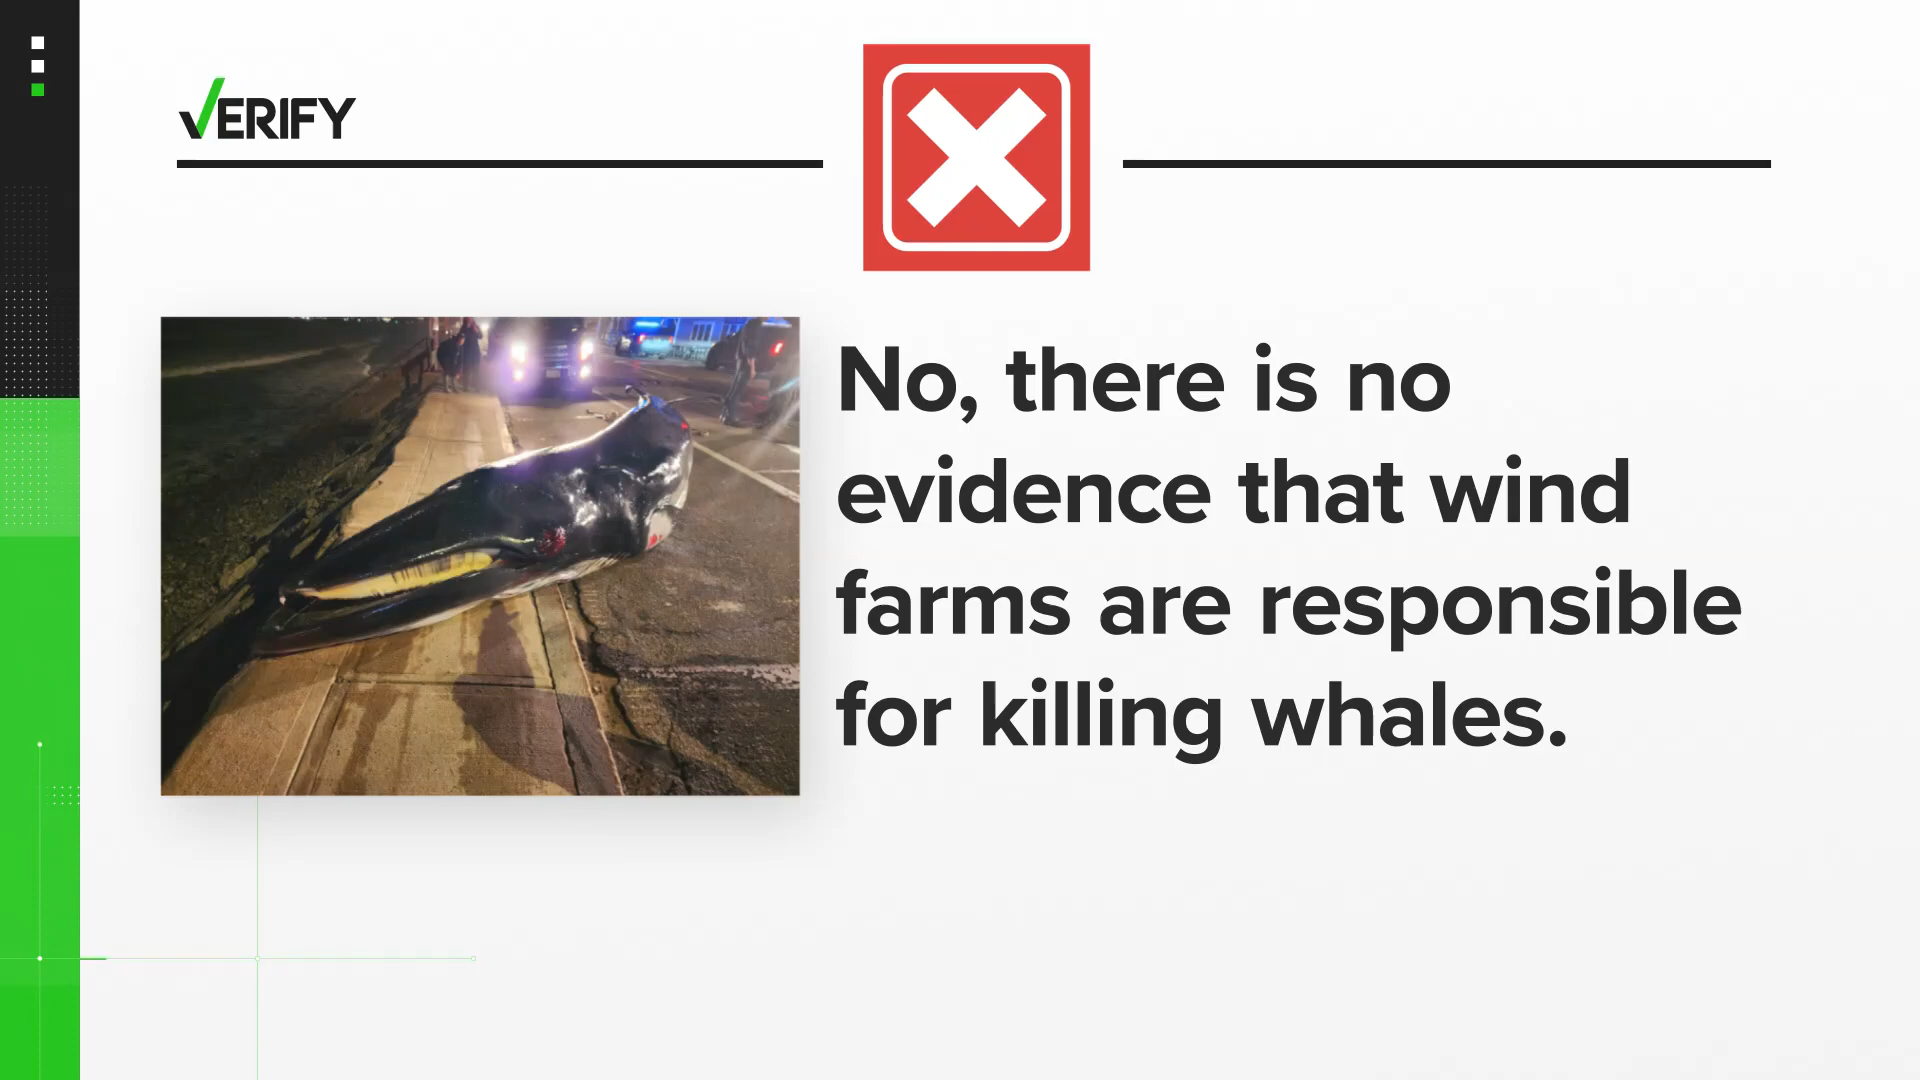 VERIFY
No, there is no
evidence that wind
farms are responsible
for killing whales.